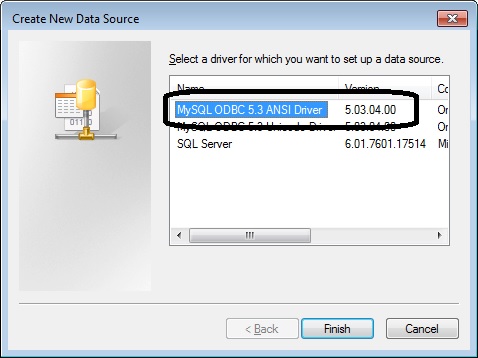 Create New Data Source
Select a driver for which you want to set up a data source.
Name Version Co
MySQL ODBC 5.3 ANSI Driver 5.03.04.00 Or
MySQL ODBC 5.3 Unicode Driver 5.03.04.00 Or
SQL Server 6.01.7601.17514 Mi
< Back Finish Cancel